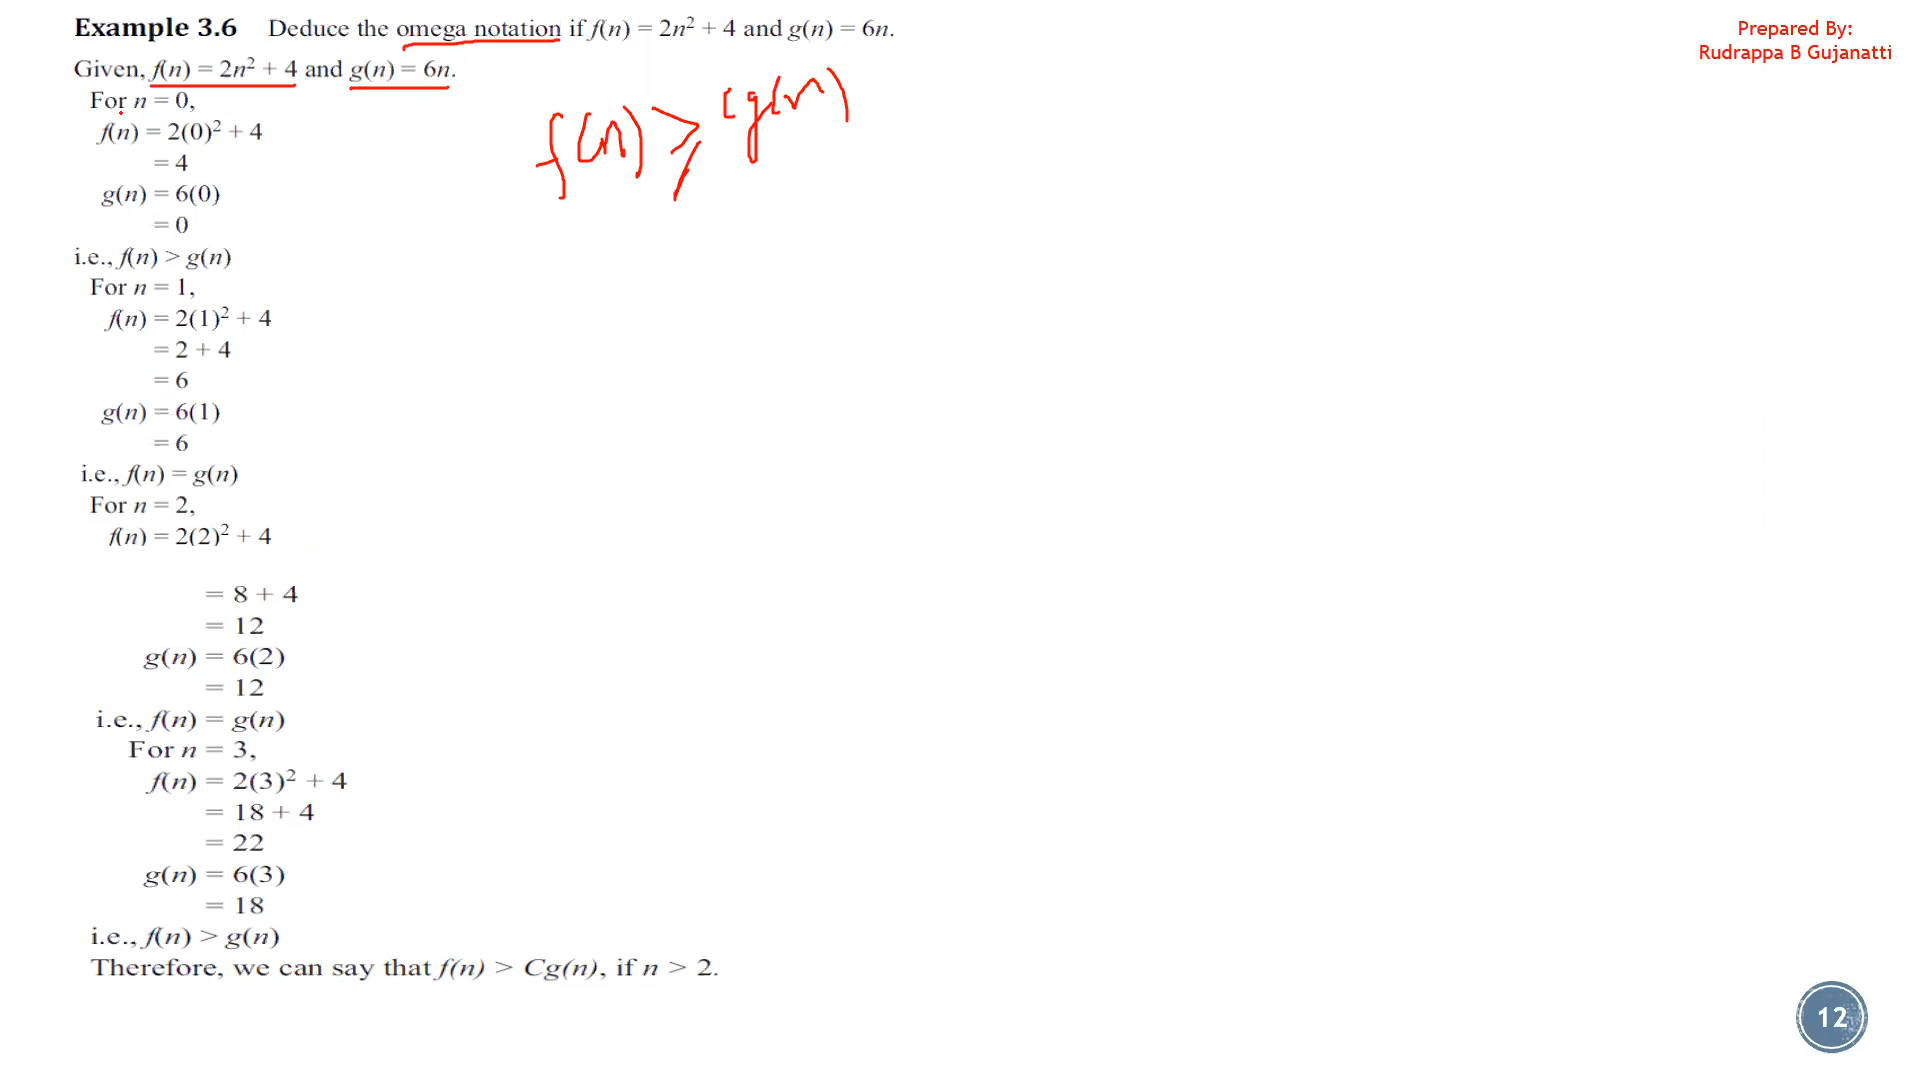 Example 3.6 Deduce the omega notation if f(n) = 2n² + 4 and g(n) = 6n.
Prepared By:
Rudrappa B Gujanatti
Given, f(n) = 2n² + 4 and g(n) = 6n.
f(n) ≥ cg(n)
For n = 0,
f(n) = 2(0)² + 4
= 4
g(n) = 6(0)
= 0
i.e., f(n) > g(n)
For n = 1,
f(n) = 2(1)² + 4
= 2 + 4
= 6
g(n) = 6(1)
= 6
i.e., f(n) = g(n)
For n = 2,
f(n) = 2(2)² + 4
= 8 + 4
= 12
g(n) = 6(2)
= 12
i.e., f(n) = g(n)
For n = 3,
f(n) = 2(3)² + 4
= 18 + 4
= 22
g(n) = 6(3)
= 18
i.e., f(n) > g(n)
Therefore, we can say that f(n) > Cg(n), if n > 2.
12